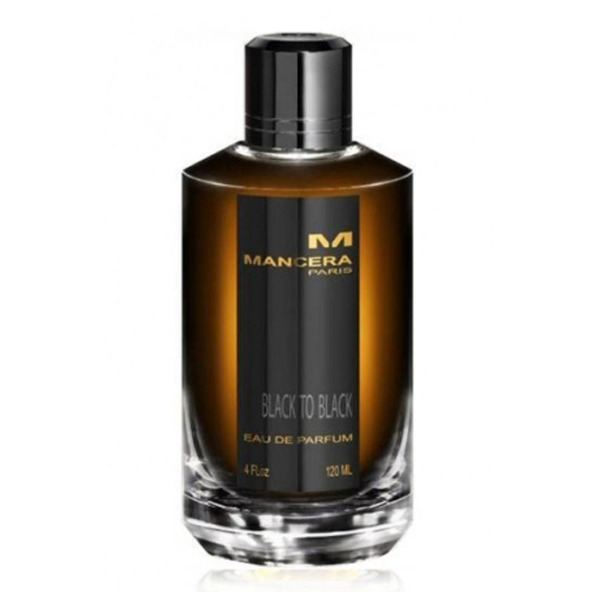 M
MANCERA
PARIS
BLACK TO BLACK
EAU DE PARFUM
4 FL.oz 120 ML